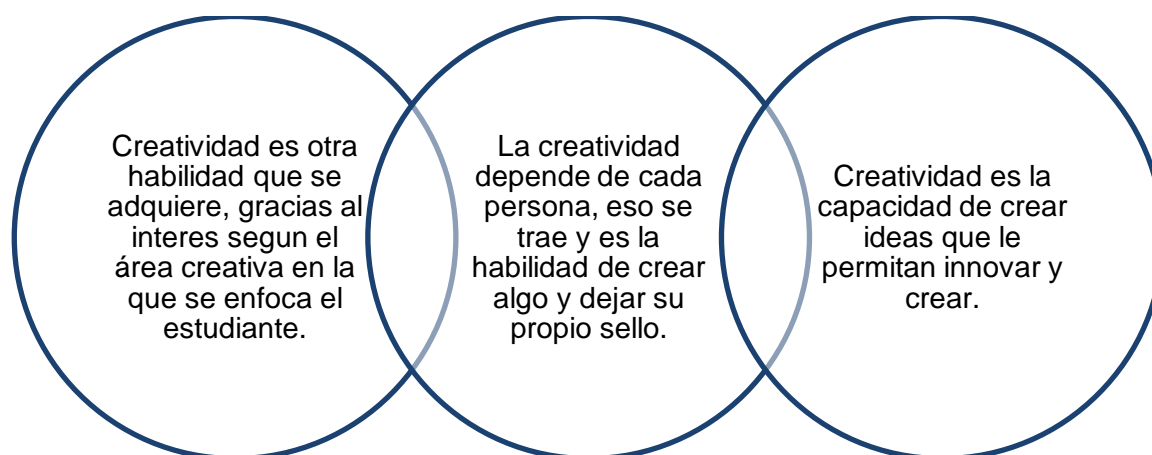 Creatividad es otra
habilidad que se
adquiere, gracias al
interes segun el
área creativa en la
que se enfoca el
estudiante.
La creatividad
depende de cada
persona, eso se
trae y es la
habilidad de crear
algo y dejar su
propio sello.
Creatividad es la
capacidad de crear
ideas que le
permitan innovar y
crear.